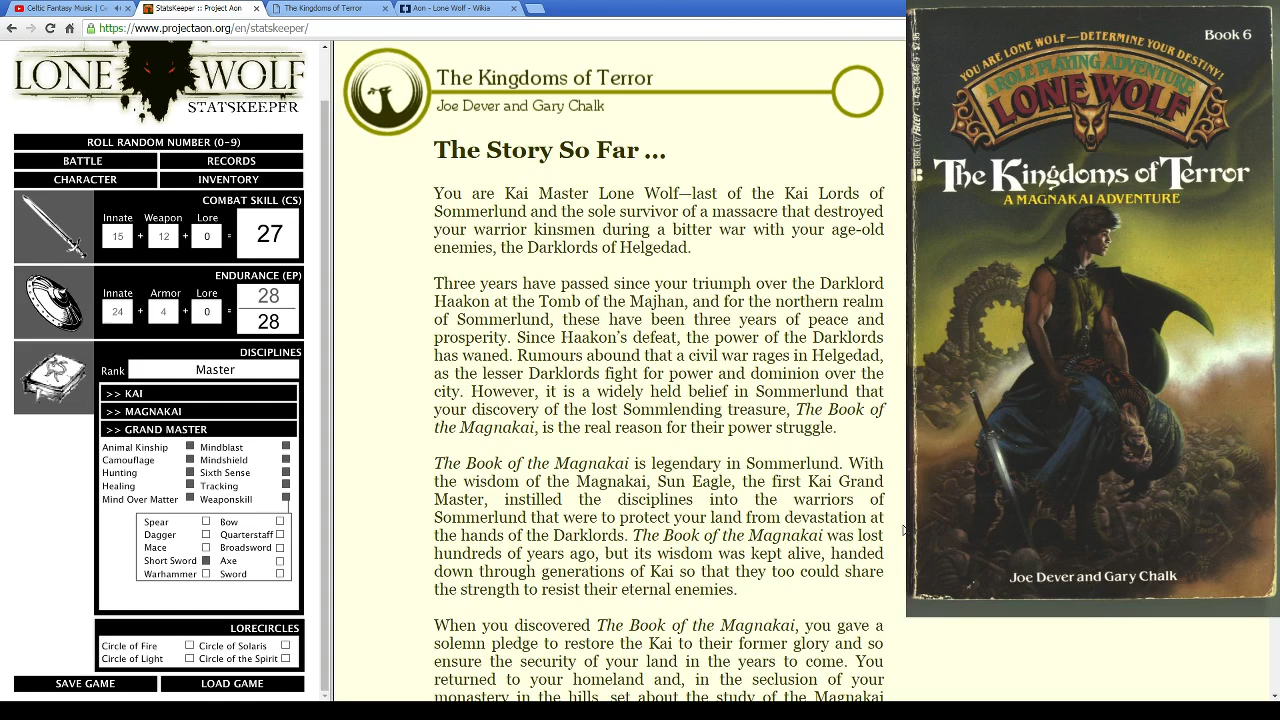 Celtic Fantasy Music | C
StatsKeeper :: Project Aon
The Kingdoms of Terror
Aon - Lone Wolf - Wikia
https://www.projectaon.org/en/statskeeper/
LONE WOLF
STATSKEEPER
ROLL RANDOM NUMBER (0-9)
BATTLE RECORDS
CHARACTER INVENTORY
COMBAT SKILL (CS)
Innate Weapon Lore
15 + 12 + 0 = 27
ENDURANCE (EP)
Innate Armor Lore
28
24 + 4 + 0 =
28
DISCIPLINES
Rank Master
>> KAI
>> MAGNAKAI
>> GRAND MASTER
Animal Kinship Mindblast
Camouflage Mindshield
Hunting Sixth Sense
Healing Tracking
Mind Over Matter Weaponskill
Spear Bow
Dagger Quarterstaff
Mace Broadsword
Short Sword Axe
Warhammer Sword
LORECIRCLES
Circle of Fire Circle of Solaris
Circle of Light Circle of the Spirit
SAVE GAME LOAD GAME
The Kingdoms of Terror
Joe Dever and Gary Chalk
The Story So Far ...
You are Kai Master Lone Wolf—last of the Kai Lords of
Sommerlund and the sole survivor of a massacre that destroyed
your warrior kinsmen during a bitter war with your age-old
enemies, the Darklords of Helgedad.
Three years have passed since your triumph over the Darklord
Haakon at the Tomb of the Majhan, and for the northern realm
of Sommerlund, these have been three years of peace and
prosperity. Since Haakon's defeat, the power of the Darklords
has waned. Rumours abound that a civil war rages in Helgedad,
as the lesser Darklords fight for power and dominion over the
city. However, it is a widely held belief in Sommerlund that
your discovery of the lost Sommlending treasure, The Book of
the Magnakai, is the real reason for their power struggle.
The Book of the Magnakai is legendary in Sommerlund. With
the wisdom of the Magnakai, Sun Eagle, the first Kai Grand
Master, instilled the disciplines into the warriors of
Sommerlund that were to protect your land from devastation at
the hands of the Darklords. The Book of the Magnakai was lost
hundreds of years ago, but its wisdom was kept alive, handed
down through generations of Kai so that they too could share
the strength to resist their eternal enemies.
When you discovered The Book of the Magnakai, you gave a
solemn pledge to restore the Kai to their former glory and so
ensure the security of your land in the years to come. You
returned to your homeland and, in the seclusion of your
monastery in the hills, set about the study of the Magnakai
Book 6
YOU ARE LONE WOLF—DETERMINE YOUR DESTINY!
A ROLE PLAYING ADVENTURE
LONE WOLF
The Kingdoms of Terror
A MAGNAKAI ADVENTURE
Joe Dever and Gary Chalk